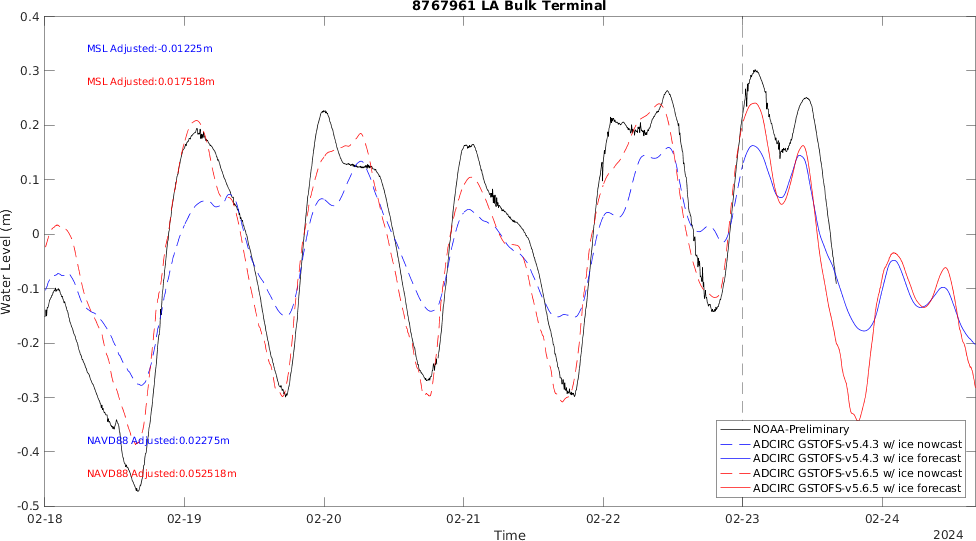 8767961 LA Bulk Terminal
0.4
0.3
0.2
0.1
0
-0.1
-0.2
-0.3
-0.4
-0.5
Water Level (m)
MSL Adjusted:-0.01225m
MSL Adjusted:0.017518m
NAVD88 Adjusted:0.02275m
NAVD88 Adjusted:0.052518m
NOAA-Preliminary
ADCIRC GSTOFS-v5.4.3 w/ ice nowcast
ADCIRC GSTOFS-v5.4.3 w/ ice forecast
ADCIRC GSTOFS-v5.6.5 w/ ice nowcast
ADCIRC GSTOFS-v5.6.5 w/ ice forecast
02-18 02-19 02-20 02-21 02-22 02-23 02-24
Time
2024